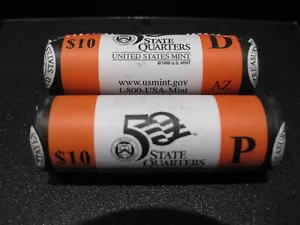 $10
STATE
QUARTERS
UNITED STATES MINT
©1999 U.S. MINT
D
www.usmint.gov
1-800-USA-Mint
AZ
$10
50
STATE
QUARTERS
P